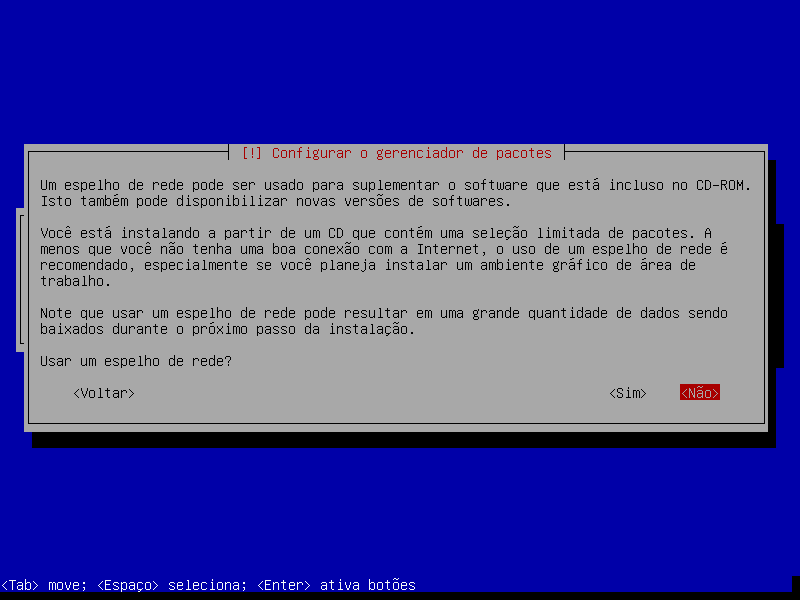 [!] Configurar o gerenciador de pacotes
Um espelho de rede pode ser usado para suplementar o software que está incluso no CD-ROM.
Isto também pode disponibilizar novas versões de softwares.
Você está instalando a partir de um CD que contém uma seleção limitada de pacotes. A
menos que você não tenha uma boa conexão com a Internet, o uso de um espelho de rede é
recomendado, especialmente se você planeja instalar um ambiente gráfico de área de
trabalho.
Note que usar um espelho de rede pode resultar em uma grande quantidade de dados sendo
baixados durante o próximo passo da instalação.
Usar um espelho de rede?
<Voltar> <Sim> <Não>
<Tab> move; <Espaço> seleciona; <Enter> ativa botões